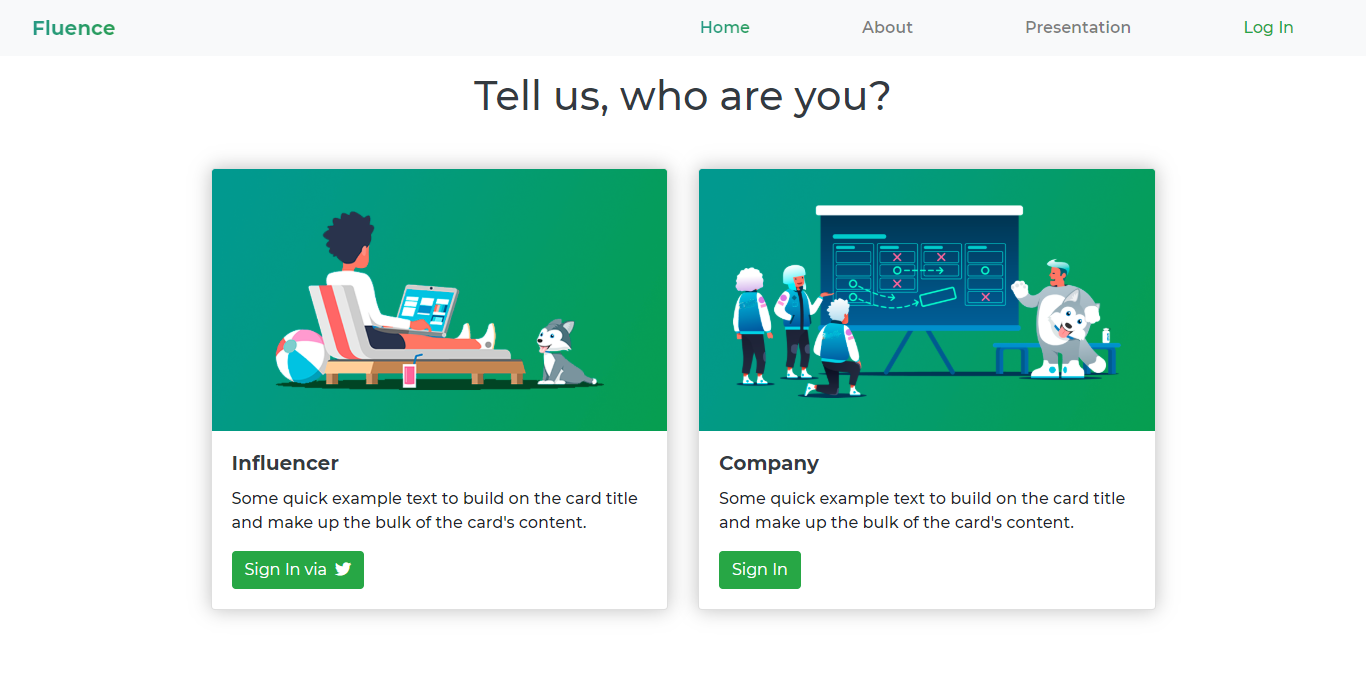 Fluence
Home
About
Presentation
Log In
Tell us, who are you?
Influencer
Some quick example text to build on the card title
and make up the bulk of the card's content.
Sign In via
Company
Some quick example text to build on the card title
and make up the bulk of the card's content.
Sign In